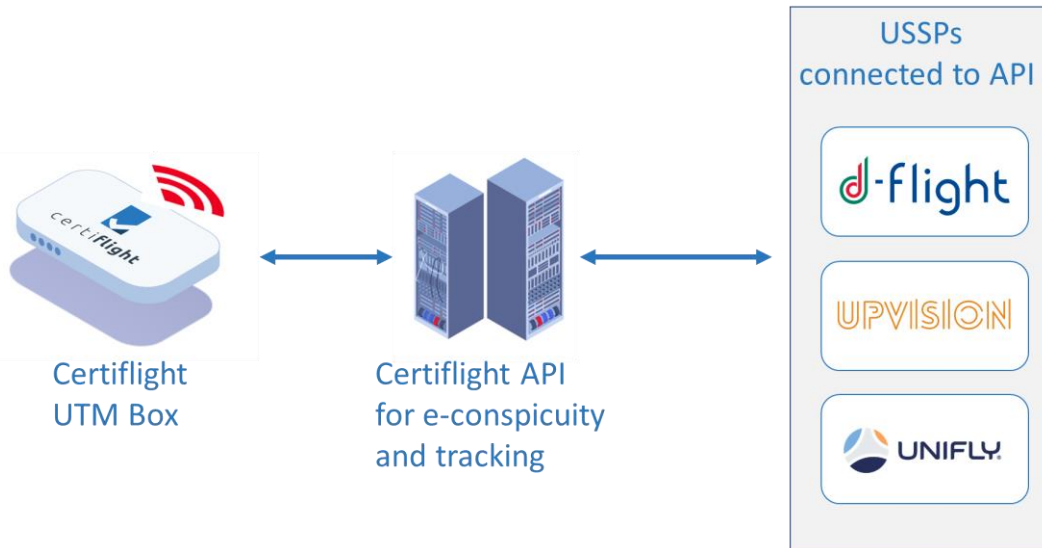 USSPs
connected to API
certiflight
d-flight
UPVISION
UNIFLY
Certiflight
UTM Box
Certiflight API
for e-conspicuity
and tracking